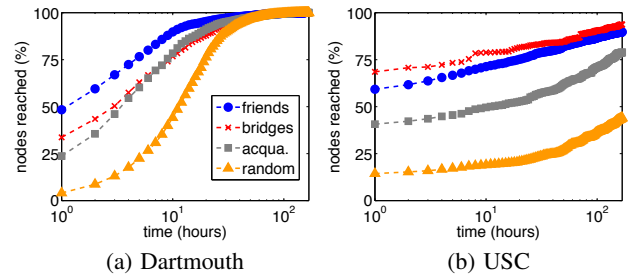 100
75
50
25
0
nodes reached (%)
friends
bridges
acqua.
random
10^0
10^1
10^2
time (hours)
(a) Dartmouth
100
75
50
25
0
nodes reached (%)
10^0
10^1
10^2
time (hours)
(b) USC